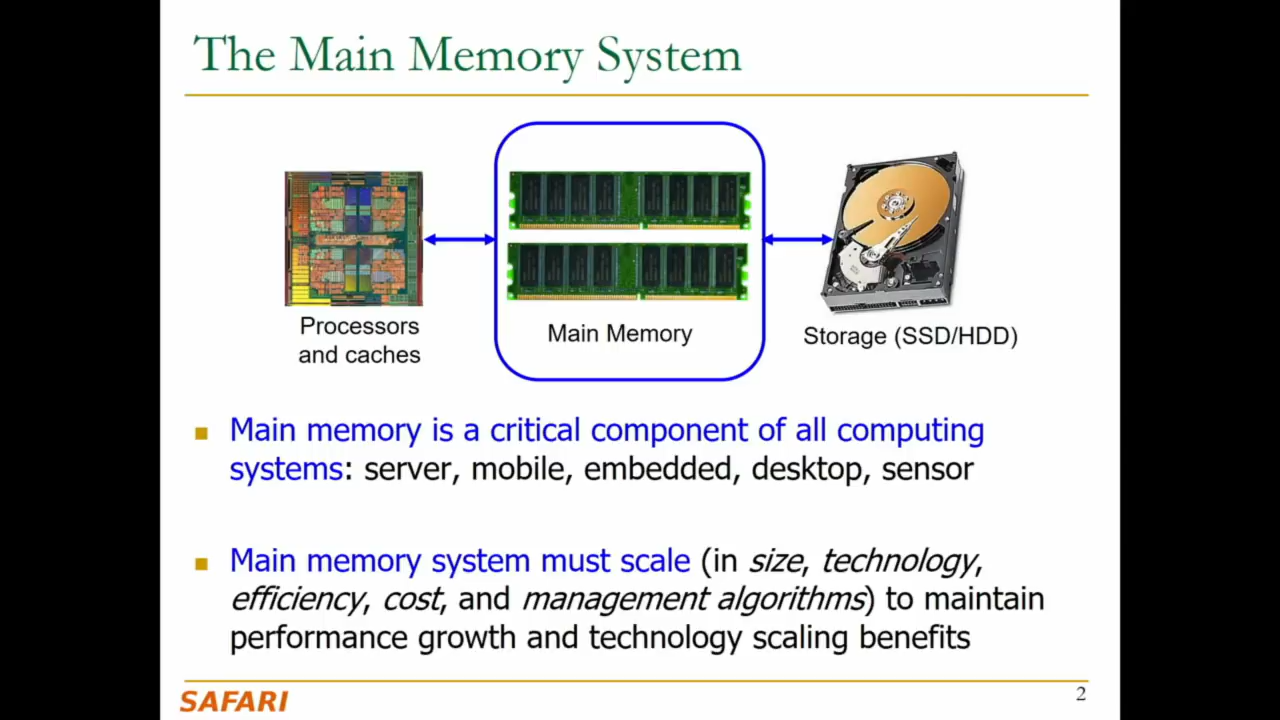 The Main Memory System
Processors
and caches
Main Memory
Storage (SSD/HDD)
Main memory is a critical component of all computing
systems: server, mobile, embedded, desktop, sensor
Main memory system must scale (in size, technology,
efficiency, cost, and management algorithms) to maintain
performance growth and technology scaling benefits
SAFARI
2